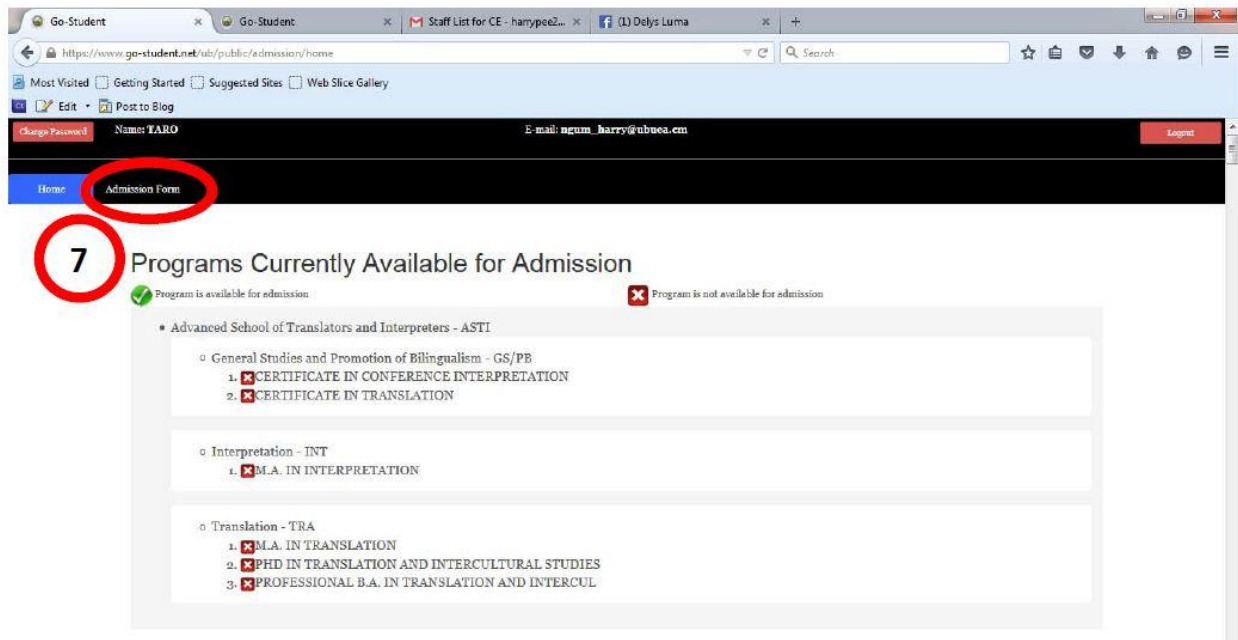 Go-Student
Go-Student
Staff List for CE - harrypee2...
(1) Delys Luma
https://www.go-student.net/ub/public/admission/home
Search
Most Visited Getting Started Suggested Sites Web Slice Gallery
Edit Post to Blog
Change Password Name: TARO E-mail: ngum_harry@ubuea.cm Logout
Home Admission Form
7
Programs Currently Available for Admission
Program is available for admission Program is not available for admission
• Advanced School of Translators and Interpreters - ASTI
○ General Studies and Promotion of Bilingualism - GS/PB
1. CERTIFICATE IN CONFERENCE INTERPRETATION
2. CERTIFICATE IN TRANSLATION
○ Interpretation - INT
1. M.A. IN INTERPRETATION
○ Translation - TRA
1. M.A. IN TRANSLATION
2. PHD IN TRANSLATION AND INTERCULTURAL STUDIES
3. PROFESSIONAL B.A. IN TRANSLATION AND INTERCUL